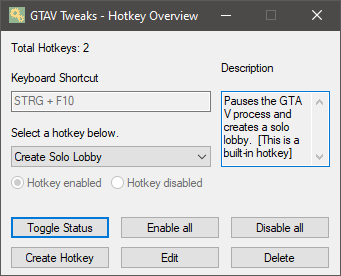 GTAV Tweaks - Hotkey Overview
Total Hotkeys: 2
Keyboard Shortcut
STRG + F10
Description
Pauses the GTA
V process and
creates a solo
lobby.  [This is a
built-in hotkey]
Select a hotkey below.
Create Solo Lobby
Hotkey enabled
Hotkey disabled
Toggle Status
Enable all
Disable all
Create Hotkey
Edit
Delete